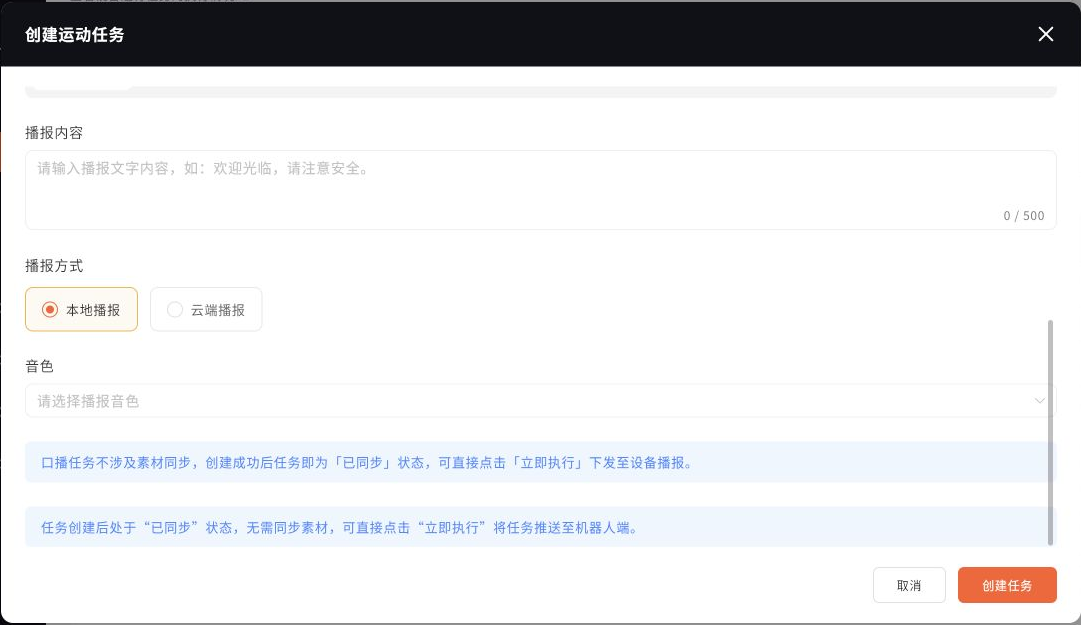 创建运动任务
播报内容
请输入播报文字内容，如：欢迎光临，请注意安全。
0 / 500
播报方式
本地播报 云端播报
音色
请选择播报音色
口播任务不涉及素材同步，创建成功后任务即为「已同步」状态，可直接点击「立即执行」下发至设备播报。
任务创建后处于“已同步”状态，无需同步素材，可直接点击“立即执行”将任务推送至机器人端。
取消 创建任务